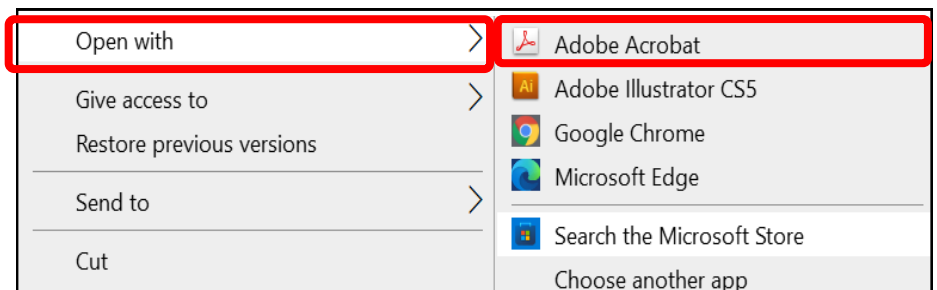 Open with
Give access to
Restore previous versions
Send to
Cut
Adobe Acrobat
Ai Adobe Illustrator CS5
Google Chrome
Microsoft Edge
Search the Microsoft Store
Choose another app